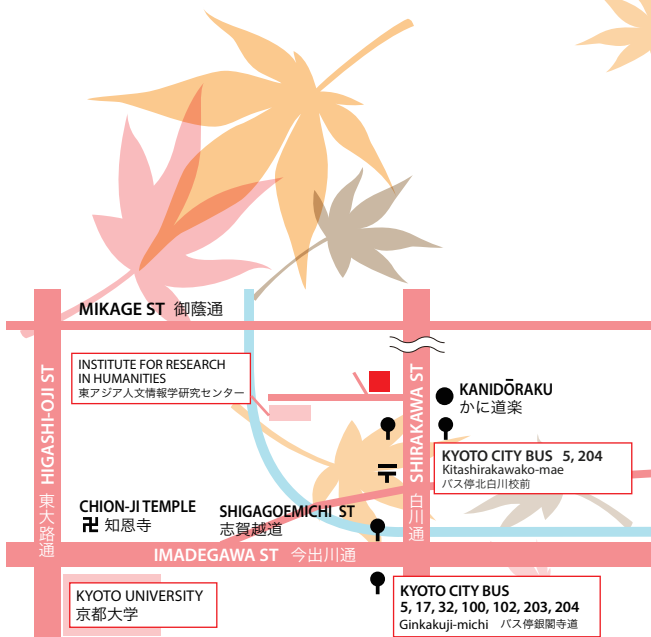 MIKAGE ST 御蔭通
INSTITUTE FOR RESEARCH
IN HUMANITIES
東アジア人文情報学研究センター
HIGASHI-OJI ST 東大路通
SHIRAKAWA ST 白川通
KANIDŌRAKU
かに道楽
〒
KYOTO CITY BUS 5, 204
Kitashirakawako-mae
バス停北白川校前
CHION-JI TEMPLE
卍 知恩寺
SHIGAGOEMICHI ST
志賀越道
IMADEGAWA ST 今出川通
KYOTO UNIVERSITY
京都大学
KYOTO CITY BUS
5, 17, 32, 100, 102, 203, 204
Ginkakuji-michi バス停銀閣寺道